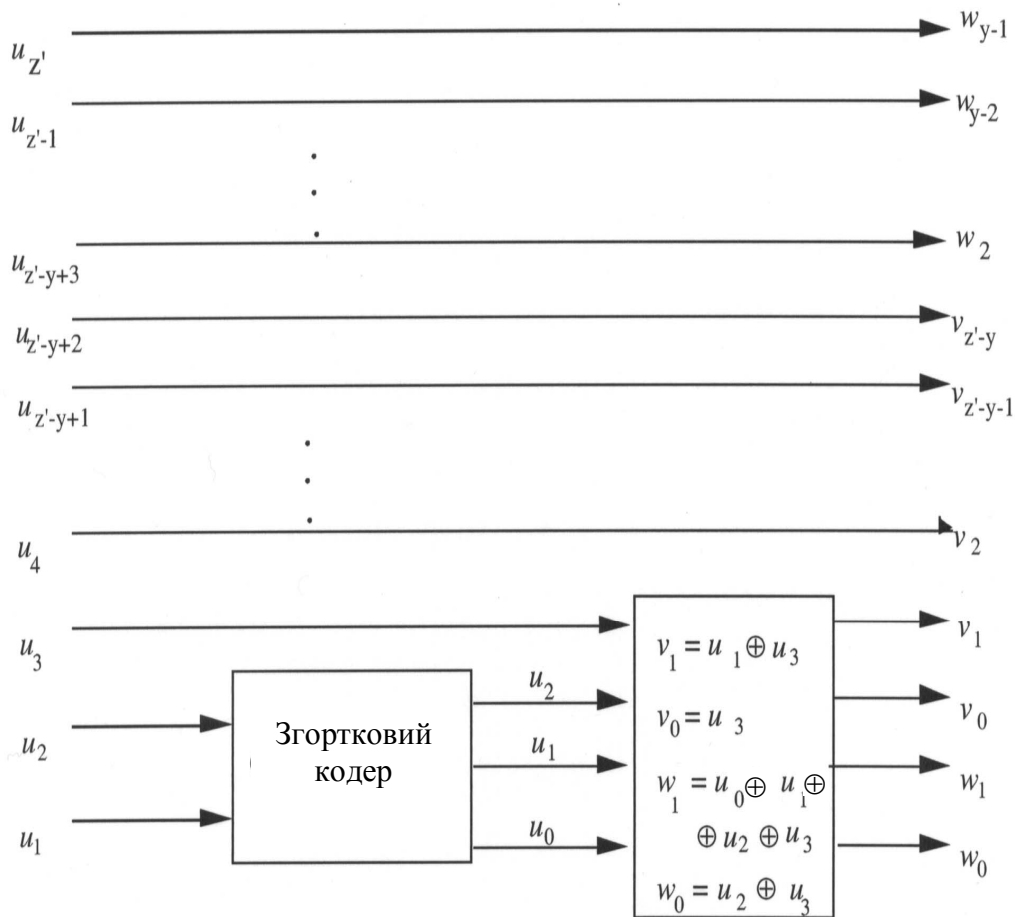 u_z' w_{y-1}
u_{z'-1} w_{y-2}
u_{z'-y+3} w_2
u_{z'-y+2} v_{z'-y}
u_{z'-y+1} v_{z'-y-1}
u_4 v_2
u_3 v_1
v_1 = u_1 ⊕ u_3
u_2 u_2 v_0 = u_3 v_0
Згортковий
кодер
u_1 w_1 = u_0 ⊕ u_1 ⊕ w_1
⊕ u_2 ⊕ u_3
u_1 u_0 w_0
w_0 = u_2 ⊕ u_3